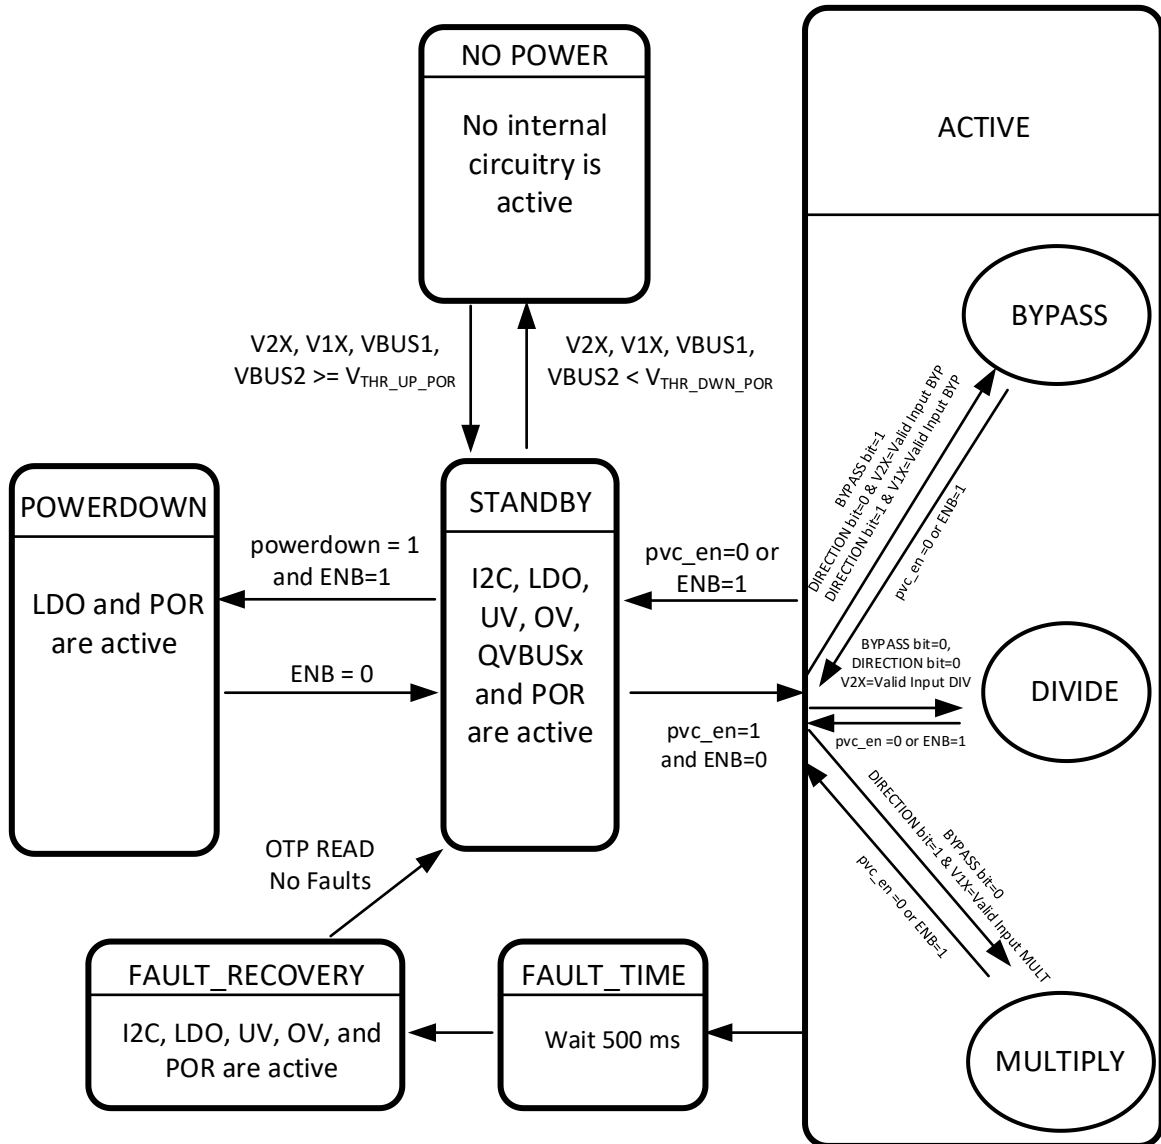 NO POWER
No internal
circuitry is
active
ACTIVE
BYPASS
V2X, V1X, VBUS1,
VBUS2 >= VTHR_UP_POR
V2X, V1X, VBUS1,
VBUS2 < VTHR_DWN_POR
BYPASS bit=1
DIRECTION bit=0 & V2X=Valid Input BYP
DIRECTION bit=1 & V1X=Valid Input BYP
pvc_en =0 or ENB=1
POWERDOWN
LDO and POR
are active
powerdown = 1
and ENB=1
ENB = 0
STANDBY
I2C, LDO,
UV, OV,
QVBUSx
and POR
are active
pvc_en=0 or
ENB=1
pvc_en=1
and ENB=0
BYPASS bit=0,
DIRECTION bit=0
V2X=Valid Input DIV
pvc_en =0 or ENB=1
DIVIDE
BYPASS bit=0
DIRECTION bit=1 & V1X=Valid Input MULT
pvc_en =0 or ENB=1
MULTIPLY
OTP READ
No Faults
FAULT_RECOVERY
I2C, LDO, UV, OV, and
POR are active
FAULT_TIME
Wait 500 ms